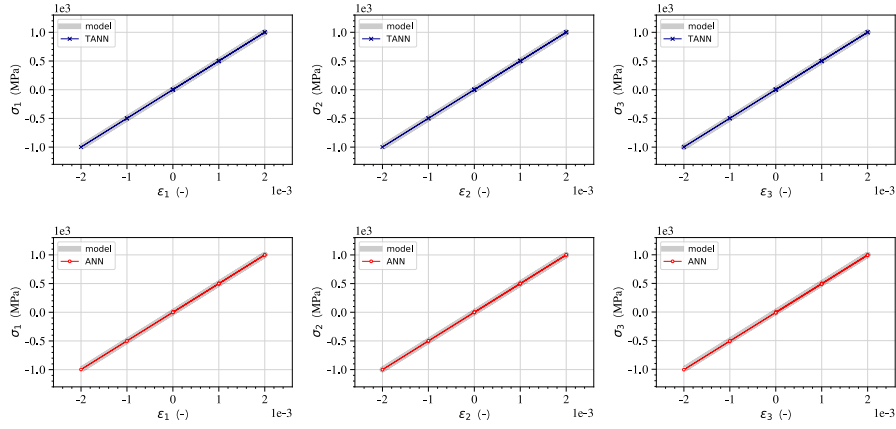 1e3 1e3 1e3
model model model
TANN TANN TANN
σ1 (MPa) σ2 (MPa) σ3 (MPa)
1.0 1.0 1.0
0.5 0.5 0.5
0.0 0.0 0.0
−0.5 −0.5 −0.5
−1.0 −1.0 −1.0
−2 −1 0 1 2 −2 −1 0 1 2 −2 −1 0 1 2
ε1 (-) 1e−3 ε2 (-) 1e−3 ε3 (-) 1e−3
1e3 1e3 1e3
model model model
ANN ANN ANN
σ1 (MPa) σ2 (MPa) σ3 (MPa)
1.0 1.0 1.0
0.5 0.5 0.5
0.0 0.0 0.0
−0.5 −0.5 −0.5
−1.0 −1.0 −1.0
−2 −1 0 1 2 −2 −1 0 1 2 −2 −1 0 1 2
ε1 (-) 1e−3 ε2 (-) 1e−3 ε3 (-) 1e−3